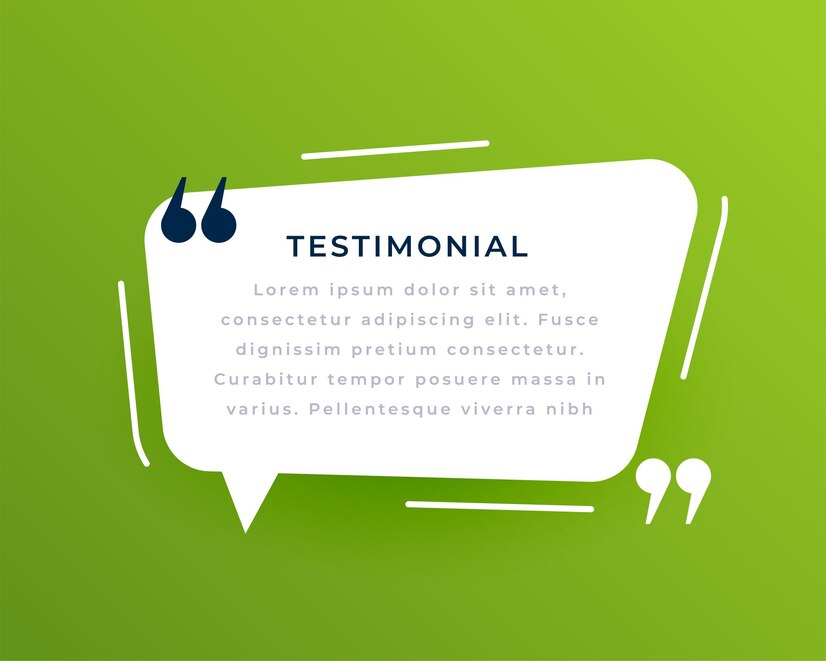 TESTIMONIAL
Lorem ipsum dolor sit amet,
consectetur adipiscing elit. Fusce
dignissim pretium consectetur.
Curabitur tempor posuere massa in
varius. Pellentesque viverra nibh